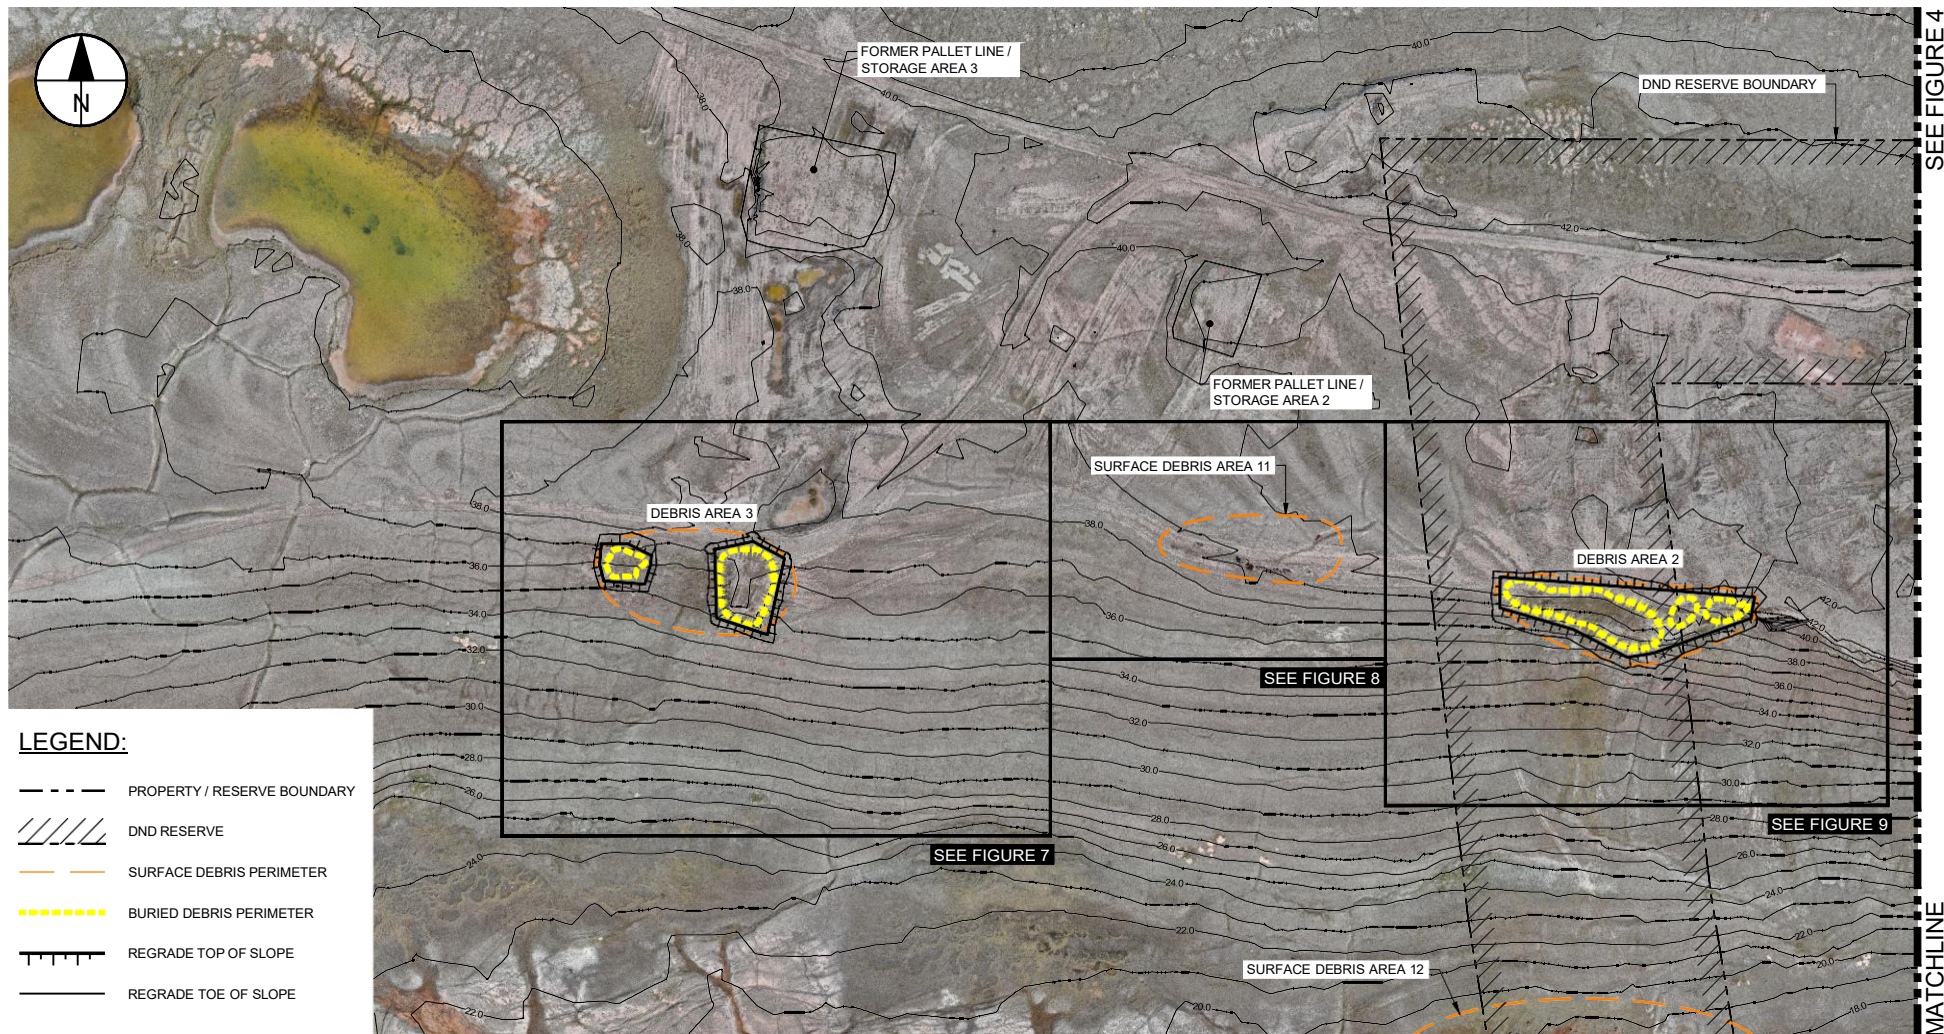 N
FORMER PALLET LINE /
STORAGE AREA 3
DND RESERVE BOUNDARY
SEE FIGURE 4
40.0
40.0
38.0
42.0
38.0
40.0
38.0
FORMER PALLET LINE /
STORAGE AREA 2
SURFACE DEBRIS AREA 11
DEBRIS AREA 3
DEBRIS AREA 2
38.0
38.0
36.0
34.0
32.0
30.0
28.0
26.0
24.0
22.0
36.0
34.0
32.0
30.0
28.0
26.0
24.0
22.0
20.0
42.0
42.0
40.0
38.0
36.0
34.0
32.0
30.0
28.0
26.0
24.0
22.0
20.0
18.0
SEE FIGURE 8
SEE FIGURE 9
SEE FIGURE 7
SURFACE DEBRIS AREA 12
MATCHLINE
LEGEND:
PROPERTY / RESERVE BOUNDARY
DND RESERVE
SURFACE DEBRIS PERIMETER
BURIED DEBRIS PERIMETER
REGRADE TOP OF SLOPE
REGRADE TOE OF SLOPE